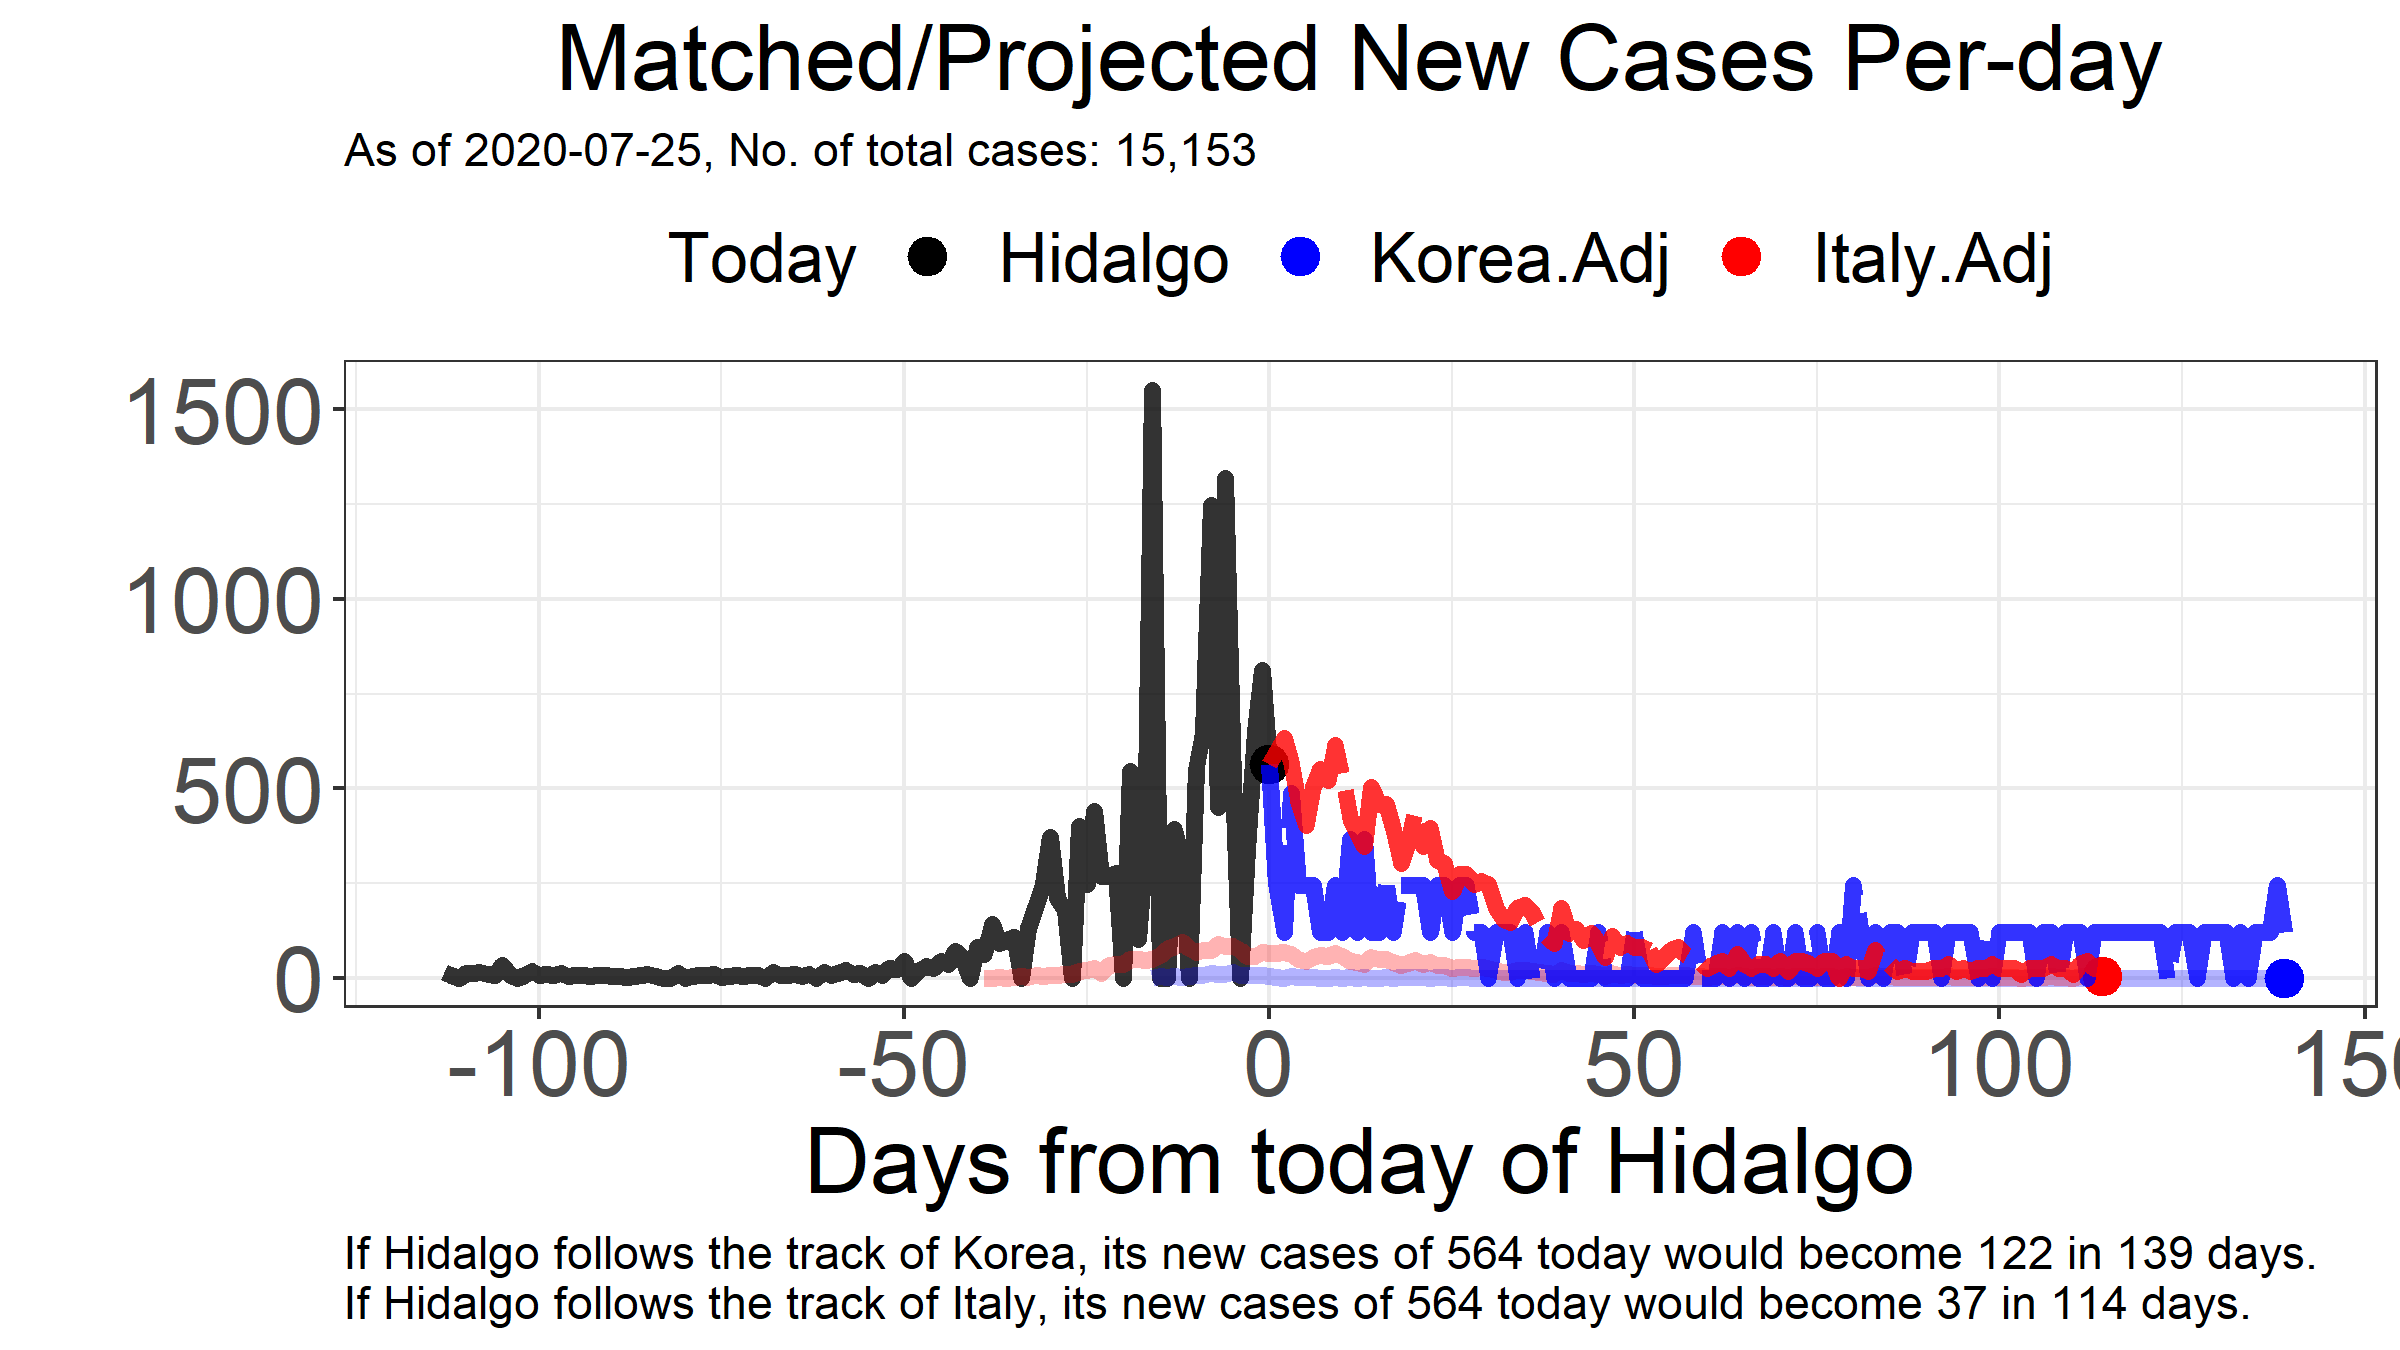 Matched/Projected New Cases Per-day
As of 2020-07-25, No. of total cases: 15,153
Today Hidalgo Korea.Adj Italy.Adj
1500
1000
500
0
-100 -50 0 50 100 150
Days from today of Hidalgo
If Hidalgo follows the track of Korea, its new cases of 564 today would become 122 in 139 days.
If Hidalgo follows the track of Italy, its new cases of 564 today would become 37 in 114 days.